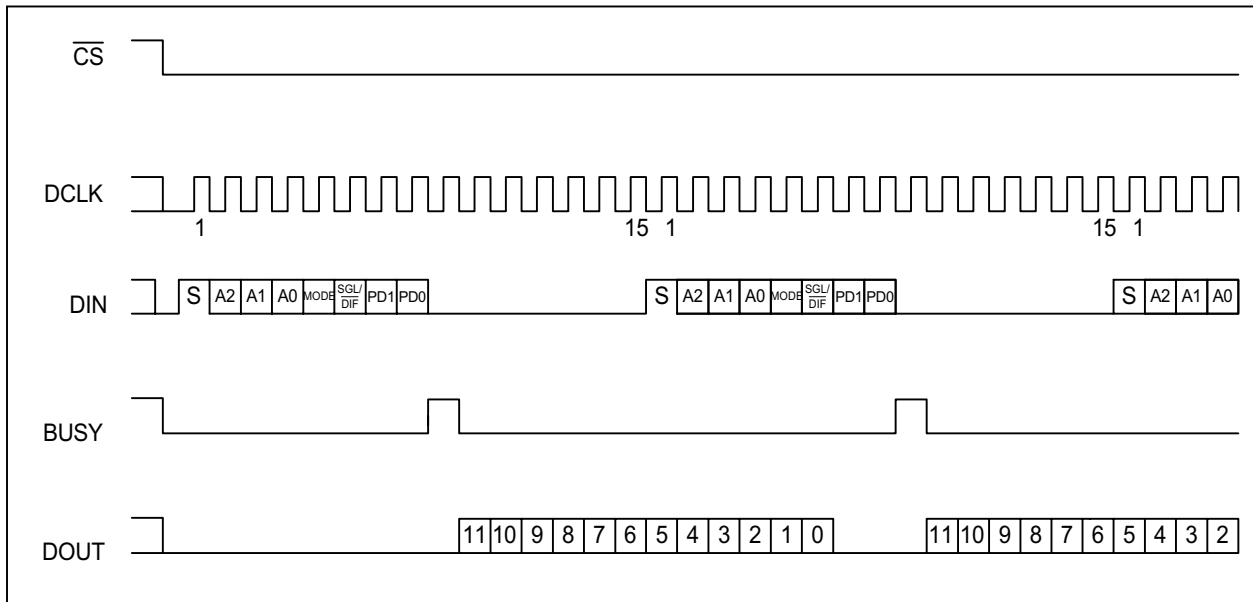 CS
DCLK
1 15 1 15 1
DIN S A2 A1 A0 MODE SGL/DIF PD1 PD0 S A2 A1 A0 MODE SGL/DIF PD1 PD0 S A2 A1 A0
BUSY
DOUT 11 10 9 8 7 6 5 4 3 2 1 0 11 10 9 8 7 6 5 4 3 2